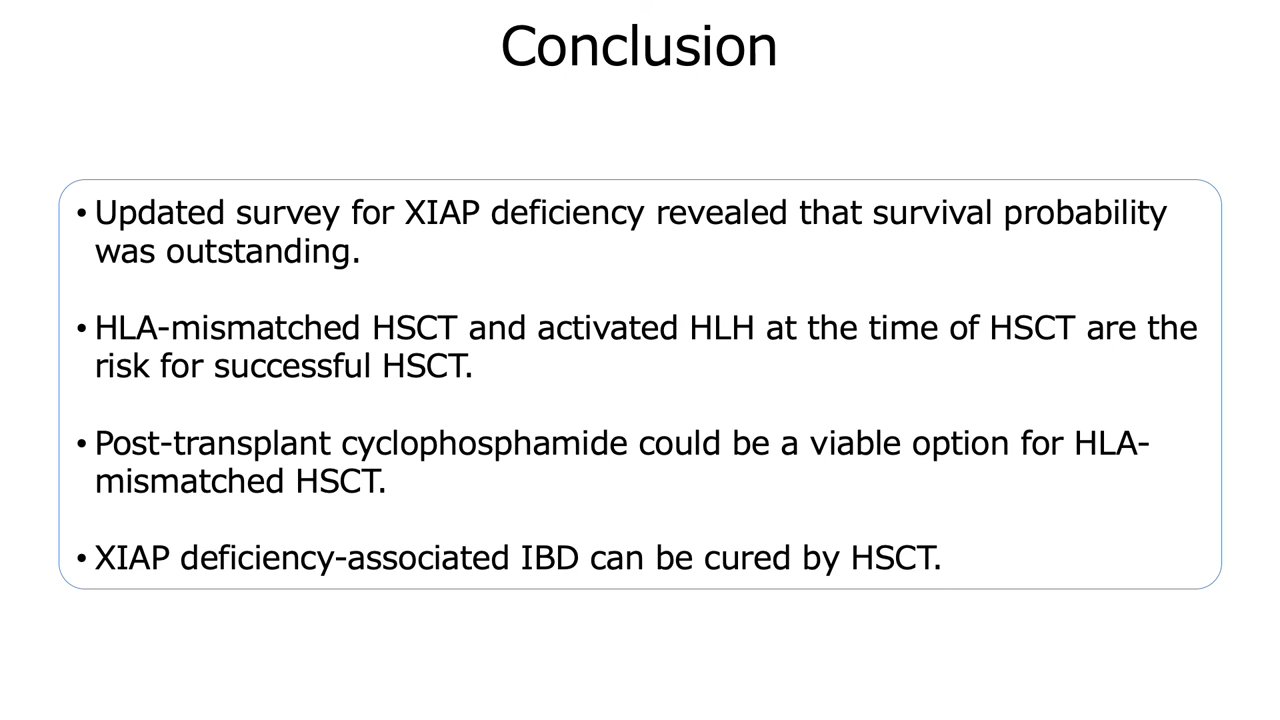 Conclusion
• Updated survey for XIAP deficiency revealed that survival probability
was outstanding.
• HLA-mismatched HSCT and activated HLH at the time of HSCT are the
risk for successful HSCT.
• Post-transplant cyclophosphamide could be a viable option for HLA-
mismatched HSCT.
• XIAP deficiency-associated IBD can be cured by HSCT.